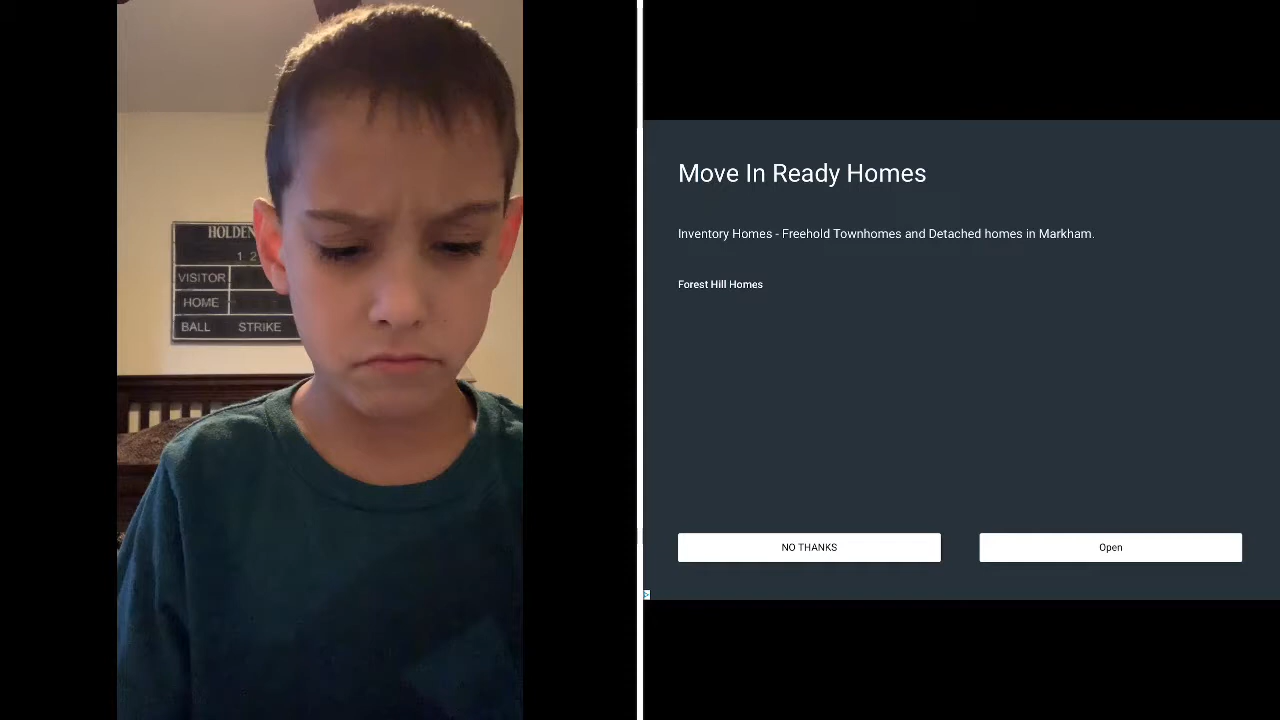 HOLDEN
1 2
VISITOR
HOME
BALL STRIKE
Move In Ready Homes
Inventory Homes - Freehold Townhomes and Detached homes in Markham.
Forest Hill Homes
NO THANKS
Open